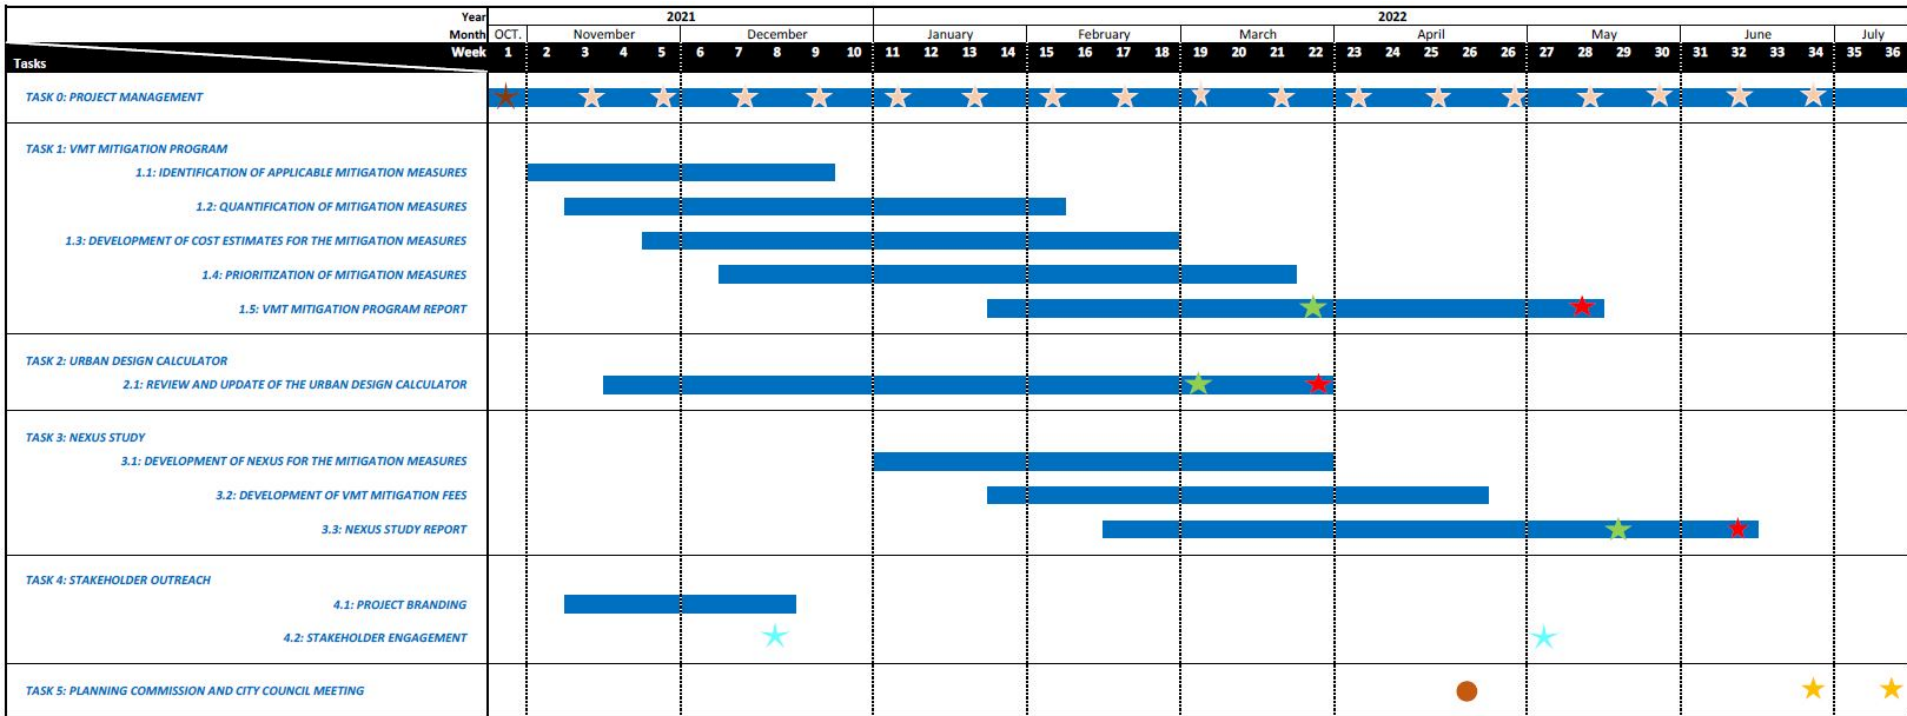 Year 2021 2022
Month OCT. November December January February March April May June July
Week 1 2 3 4 5 6 7 8 9 10 11 12 13 14 15 16 17 18 19 20 21 22 23 24 25 26 26 27 28 29 30 31 32 33 34 35 36
Tasks
TASK 0: PROJECT MANAGEMENT
TASK 1: VMT MITIGATION PROGRAM
1.1: IDENTIFICATION OF APPLICABLE MITIGATION MEASURES
1.2: QUANTIFICATION OF MITIGATION MEASURES
1.3: DEVELOPMENT OF COST ESTIMATES FOR THE MITIGATION MEASURES
1.4: PRIORITIZATION OF MITIGATION MEASURES
1.5: VMT MITIGATION PROGRAM REPORT
TASK 2: URBAN DESIGN CALCULATOR
2.1: REVIEW AND UPDATE OF THE URBAN DESIGN CALCULATOR
TASK 3: NEXUS STUDY
3.1: DEVELOPMENT OF NEXUS FOR THE MITIGATION MEASURES
3.2: DEVELOPMENT OF VMT MITIGATION FEES
3.3: NEXUS STUDY REPORT
TASK 4: STAKEHOLDER OUTREACH
4.1: PROJECT BRANDING
4.2: STAKEHOLDER ENGAGEMENT
TASK 5: PLANNING COMMISSION AND CITY COUNCIL MEETING